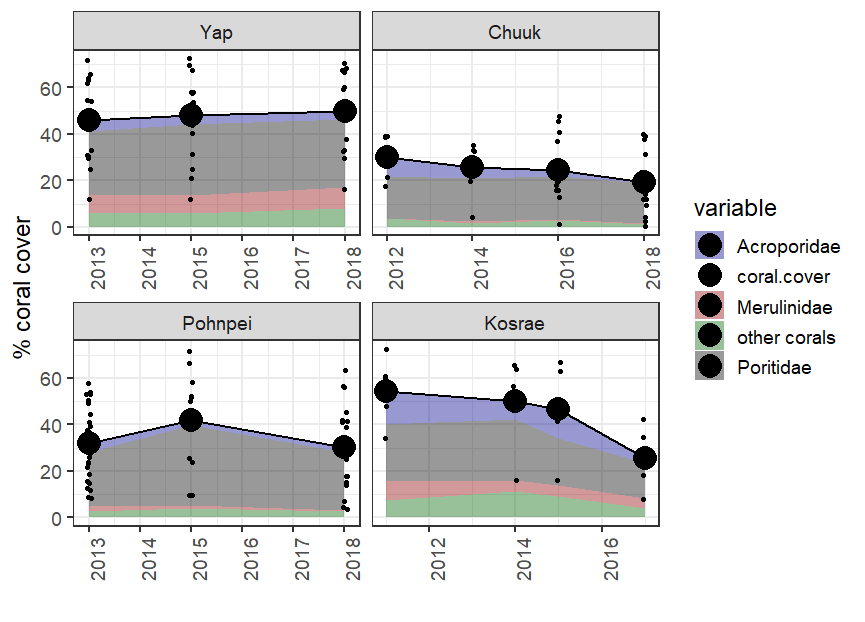 Yap
Chuuk
60
40
20
0
2013
2014
2015
2016
2017
2018
2012
2014
2016
2018
% coral cover
Pohnpei
Kosrae
60
40
20
0
2013
2014
2015
2016
2017
2018
2012
2014
2016
variable
Acroporidae
coral.cover
Merulinidae
other corals
Poritidae